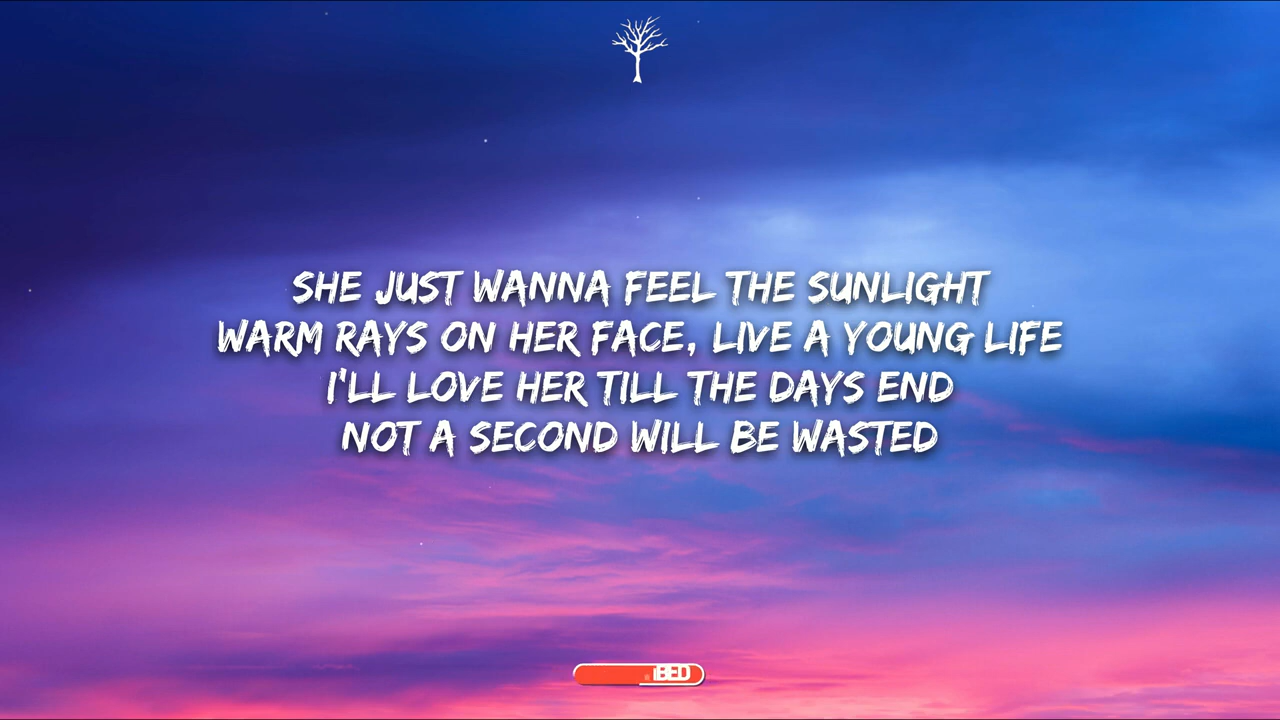 SHE JUST WANNA FEEL THE SUNLIGHT
WARM RAYS ON HER FACE, LIVE A YOUNG LIFE
I'LL LOVE HER TILL THE DAYS END
NOT A SECOND WILL BE WASTED
iBED